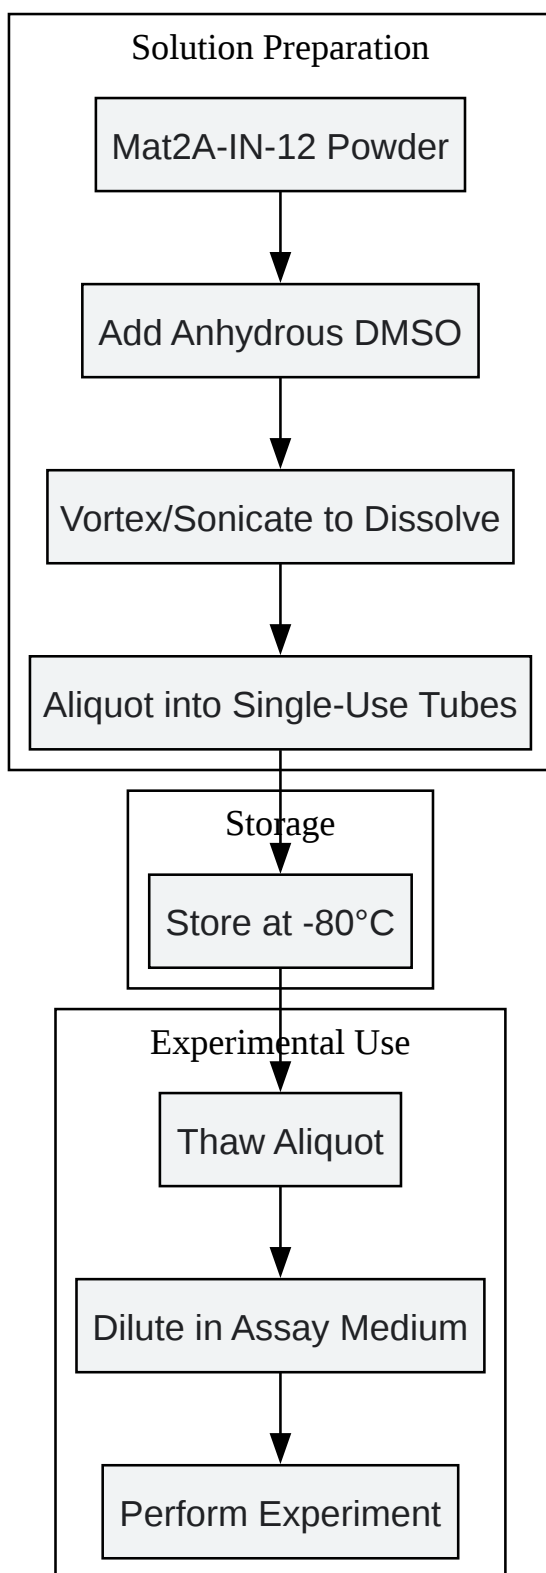 Solution Preparation
Mat2A-IN-12 Powder
Add Anhydrous DMSO
Vortex/Sonicate to Dissolve
Aliquot into Single-Use Tubes
Storage
Store at -80°C
Experimental Use
Thaw Aliquot
Dilute in Assay Medium
Perform Experiment